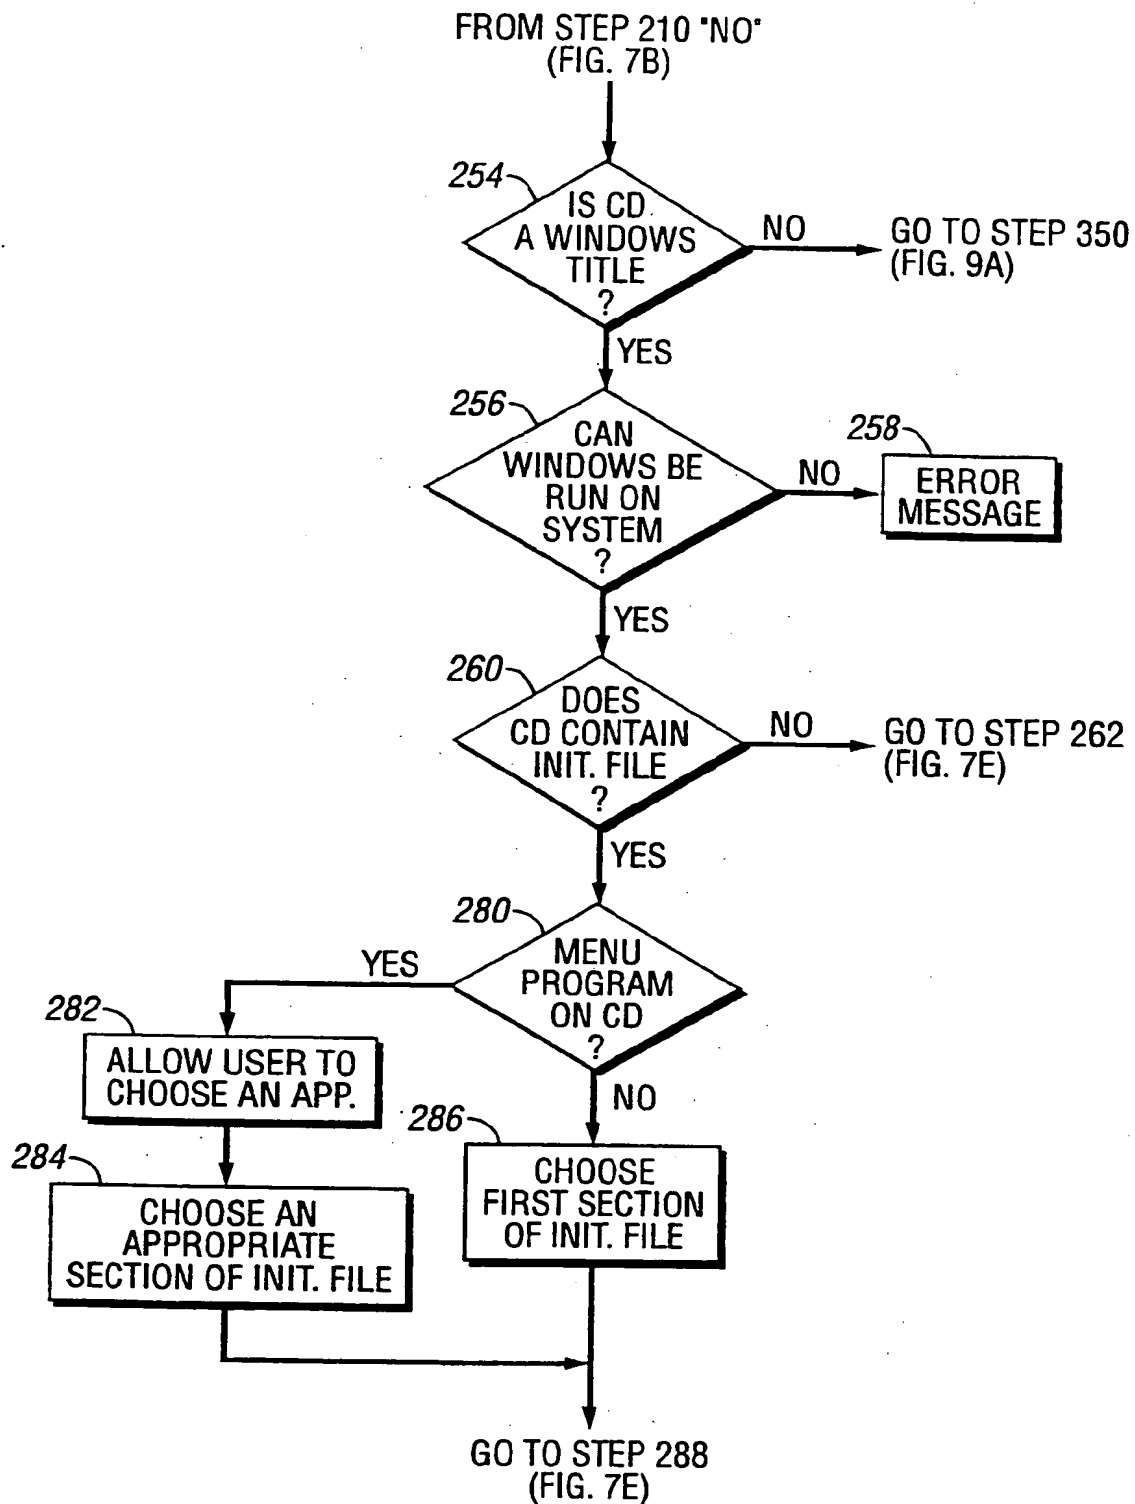 FROM STEP 210 "NO"
(FIG. 7B)
254
IS CD
A WINDOWS
TITLE
?
NO
GO TO STEP 350
(FIG. 9A)
YES
256
CAN
WINDOWS BE
RUN ON
SYSTEM
?
NO
258
ERROR
MESSAGE
YES
260
DOES
CD CONTAIN
INIT. FILE
?
NO
GO TO STEP 262
(FIG. 7E)
YES
280
MENU
PROGRAM
ON CD
?
YES
282
ALLOW USER TO
CHOOSE AN APP.
NO
284
CHOOSE AN
APPROPRIATE
SECTION OF INIT. FILE
286
CHOOSE
FIRST SECTION
OF INIT. FILE
GO TO STEP 288
(FIG. 7E)